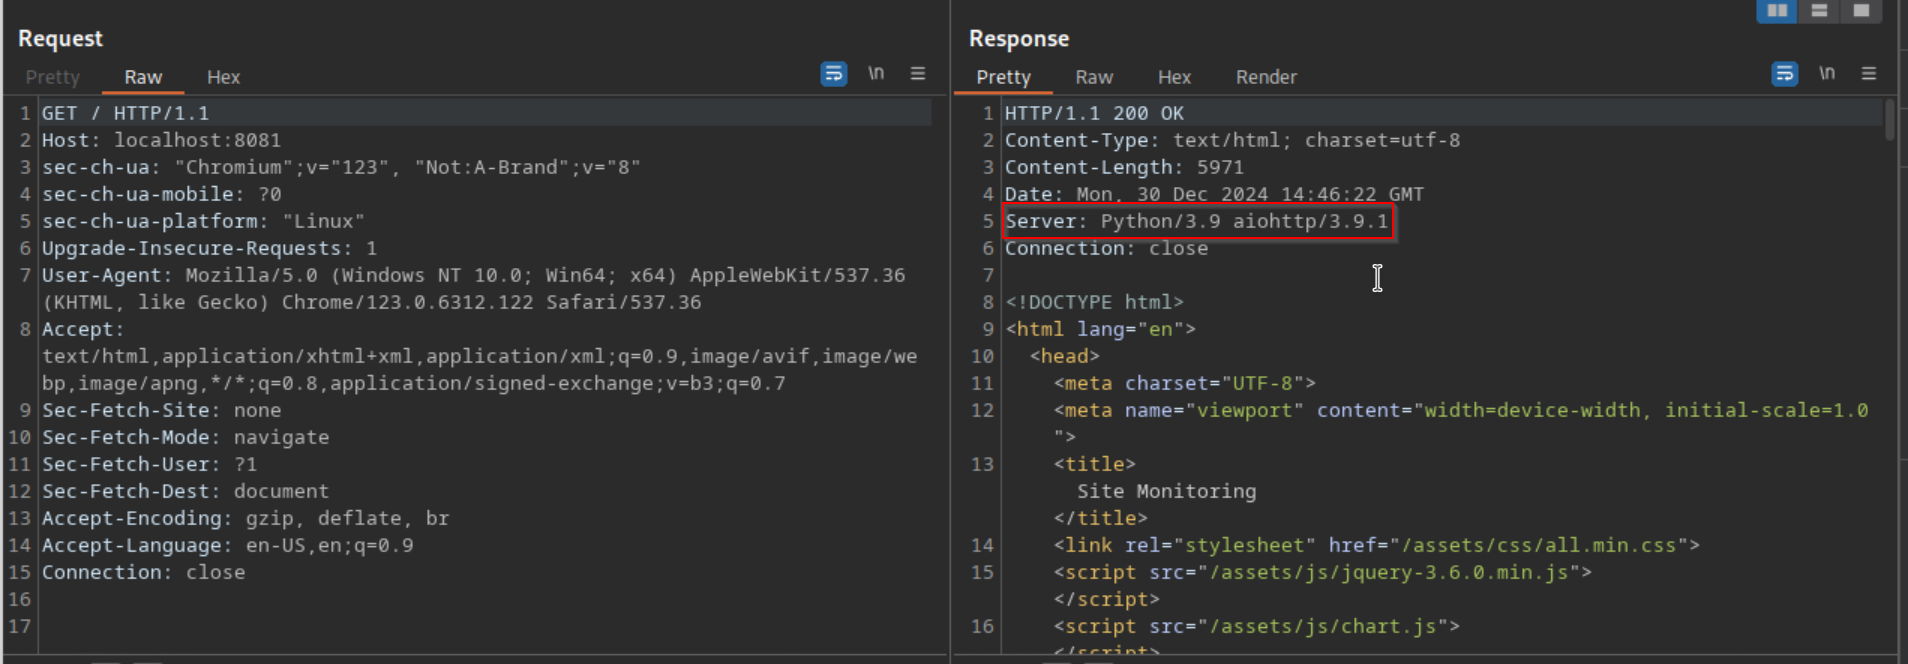 Request
Pretty Raw Hex \n
1 GET / HTTP/1.1
2 Host: localhost:8081
3 sec-ch-ua: "Chromium";v="123", "Not:A-Brand";v="8"
4 sec-ch-ua-mobile: ?0
5 sec-ch-ua-platform: "Linux"
6 Upgrade-Insecure-Requests: 1
7 User-Agent: Mozilla/5.0 (Windows NT 10.0; Win64; x64) AppleWebKit/537.36
(KHTML, like Gecko) Chrome/123.0.6312.122 Safari/537.36
8 Accept:
text/html,application/xhtml+xml,application/xml;q=0.9,image/avif,image/we
bp,image/apng,*/*;q=0.8,application/signed-exchange;v=b3;q=0.7
9 Sec-Fetch-Site: none
10 Sec-Fetch-Mode: navigate
11 Sec-Fetch-User: ?1
12 Sec-Fetch-Dest: document
13 Accept-Encoding: gzip, deflate, br
14 Accept-Language: en-US,en;q=0.9
15 Connection: close
16
17
Response
Pretty Raw Hex Render \n
1 HTTP/1.1 200 OK
2 Content-Type: text/html; charset=utf-8
3 Content-Length: 5971
4 Date: Mon, 30 Dec 2024 14:46:22 GMT
5 Server: Python/3.9 aiohttp/3.9.1
6 Connection: close
7
8 <!DOCTYPE html>
9 <html lang="en">
10 <head>
11 <meta charset="UTF-8">
12 <meta name="viewport" content="width=device-width, initial-scale=1.0
">
13 <title>
Site Monitoring
</title>
14 <link rel="stylesheet" href="/assets/css/all.min.css">
15 <script src="/assets/js/jquery-3.6.0.min.js">
</script>
16 <script src="/assets/js/chart.js">
</script>